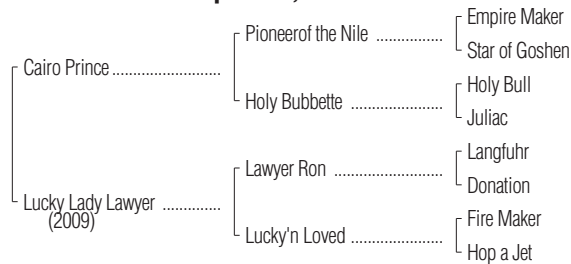 Empire Maker
Pioneerof the Nile ..................
Star of Goshen
Cairo Prince ........................
Holy Bull
Holy Bubbette ..................
Juliac
Langfuhr
Lawyer Ron ........................
Donation
Lucky Lady Lawyer .............
(2009)
Fire Maker
Lucky'n Loved ..................
Hop a Jet